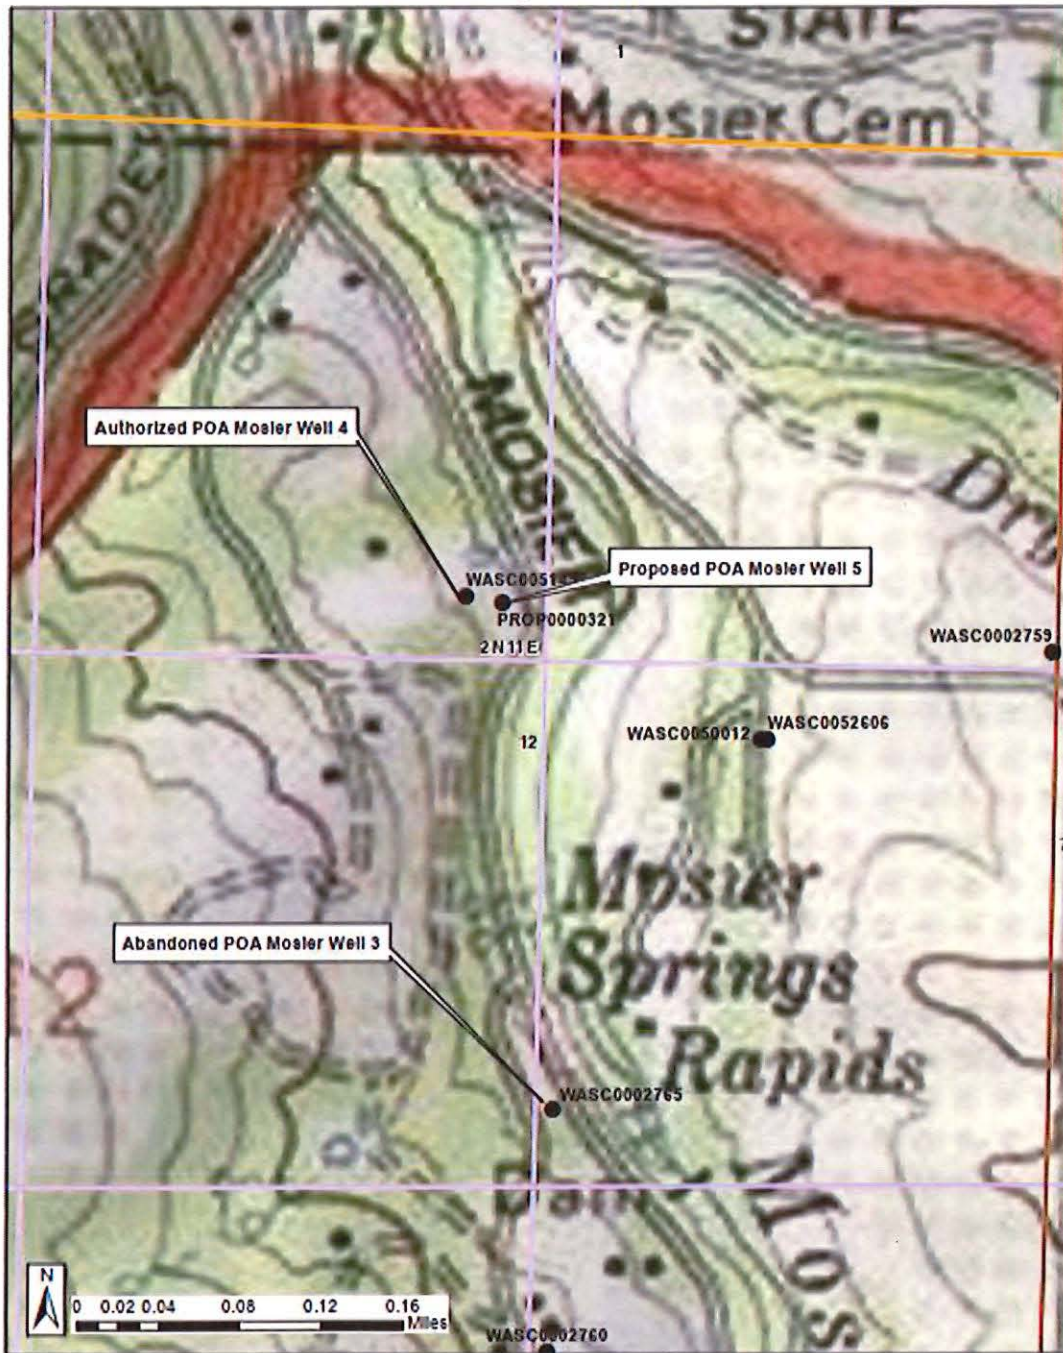 STATE
1
Mosier Cem
Authorized POA Mosier Well 4
MOSIER
Dry
WASC00514
Proposed POA Mosier Well 5
PROP0000321
2N11E
WASC0002759
WASC0050012
WASC0052606
12
Mosier
Springs
Rapids
Abandoned POA Mosier Well 3
2
WASC0002765
Dam
Mos
N
0 0.02 0.04 0.08 0.12 0.16
Miles
WASC0002760